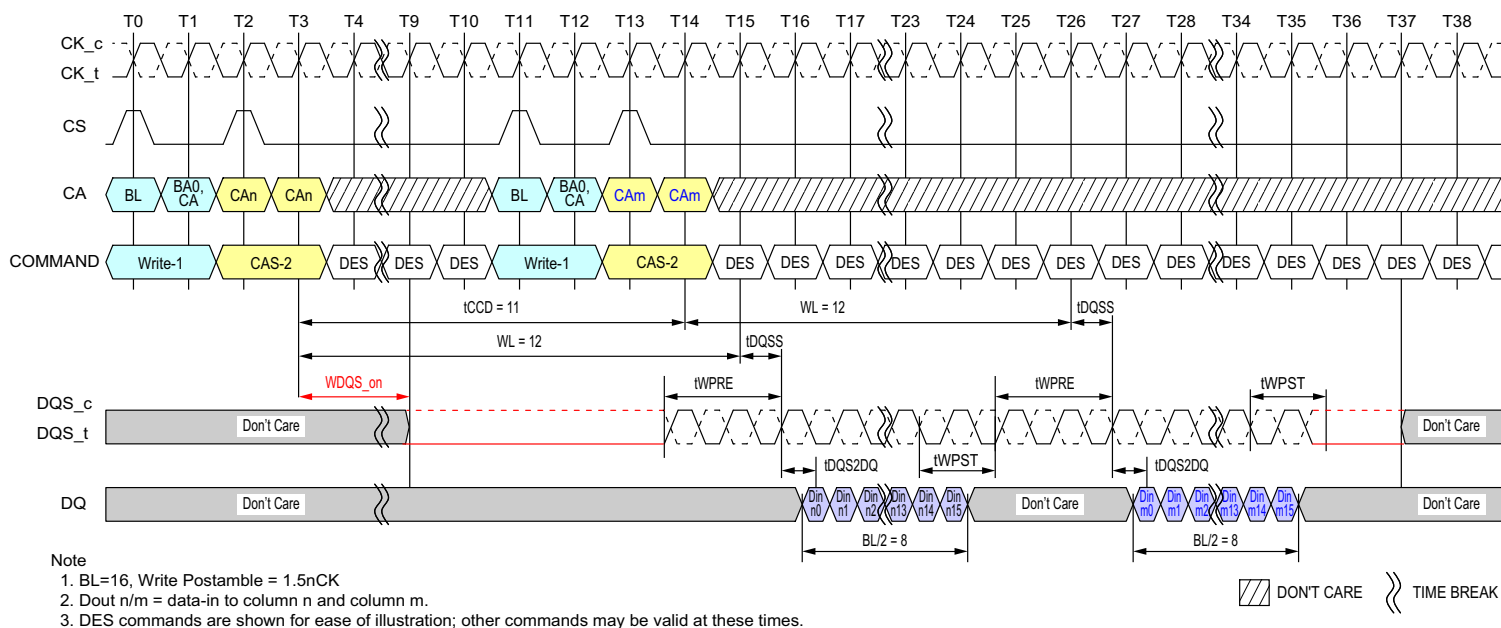 T0 T1 T2 T3 T4 T9 T10 T11 T12 T13 T14 T15 T16 T17 T23 T24 T25 T26 T27 T28 T34 T35 T36 T37 T38
CK_c
CK_t
CS
CA BL BA0, CA CAn CAn BL BA0, CA CAm CAm
COMMAND Write-1 CAS-2 DES DES DES Write-1 CAS-2 DES DES DES DES DES DES DES DES DES DES DES DES DES DES
tCCD = 11 WL = 12 tDQSS
WL = 12 tDQSS
WDQS_on tWPRE tWPRE tWPST
DQS_c
DQS_t Don't Care Don't Care
tDQS2DQ tWPST tDQS2DQ
DQ Don't Care Din n0 Din n1 Din n2 Din n13 Din n14 Din n15 Don't Care Din m0 Din m1 Din m2 Din m13 Din m14 Din m15 Don't Care
BL/2 = 8 BL/2 = 8
Note
1. BL=16, Write Postamble = 1.5nCK
2. Dout n/m = data-in to column n and column m.
3. DES commands are shown for ease of illustration; other commands may be valid at these times.
DON'T CARE TIME BREAK